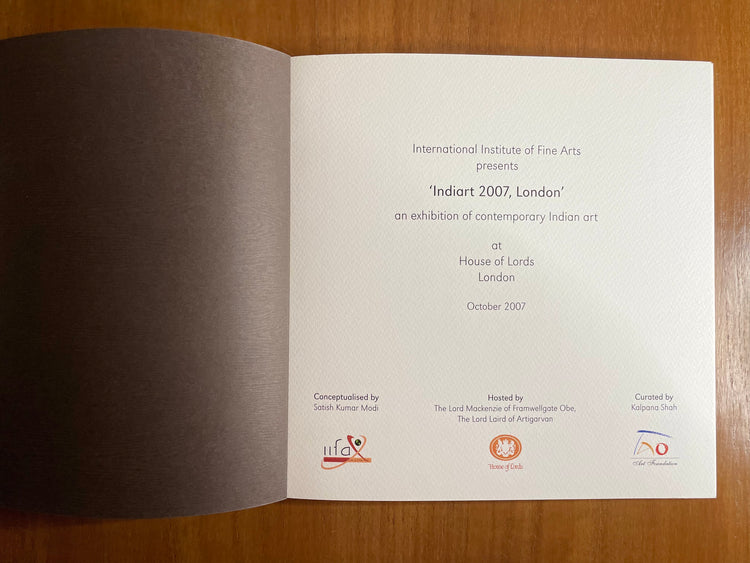 International Institute of Fine Arts
presents
‘Indiart 2007, London’
an exhibition of contemporary Indian art
at
House of Lords
London
October 2007
Conceptualised by
Satish Kumar Modi
iifa
Hosted by
The Lord Mackenzie of Framwellgate Obe,
The Lord Laird of Artigarvan
House of Lords
Curated by
Kalpana Shah
Tao
Art Foundation